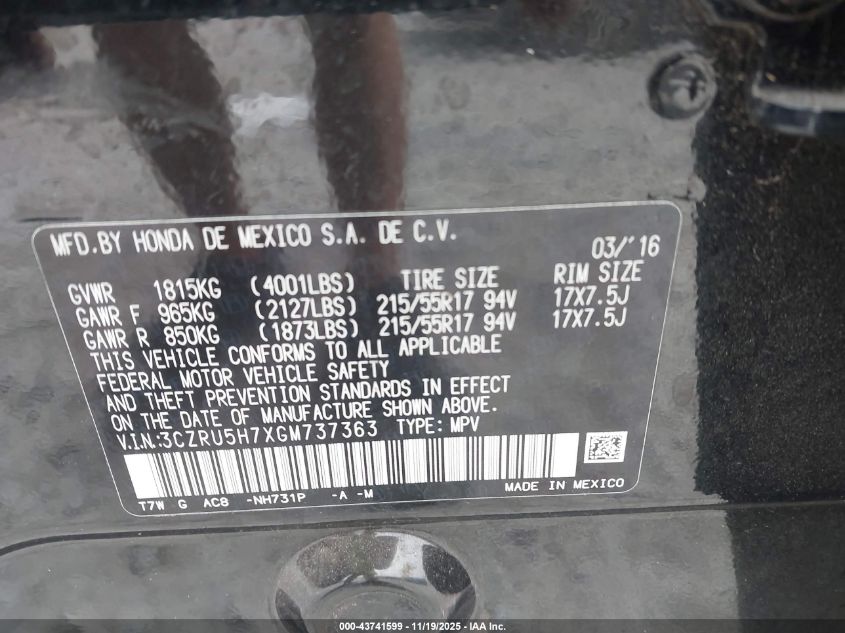 MFD.BY HONDA DE MEXICO S.A. DE C.V. 03/'16
GVWR 1815KG (4001LBS) TIRE SIZE RIM SIZE
GAWR F 965KG (2127LBS) 215/55R17 94V 17X7.5J
GAWR R 850KG (1873LBS) 215/55R17 94V 17X7.5J
THIS VEHICLE CONFORMS TO ALL APPLICABLE
FEDERAL MOTOR VEHICLE SAFETY
AND THEFT PREVENTION STANDARDS IN EFFECT
ON THE DATE OF MANUFACTURE SHOWN ABOVE.
V.I.N:3CZRU5H7XGM737363 TYPE: MPV
T7W G AC8 -NH731P -A -M MADE IN MEXICO
000-43741599 - 11/19/2025 - IAA Inc.